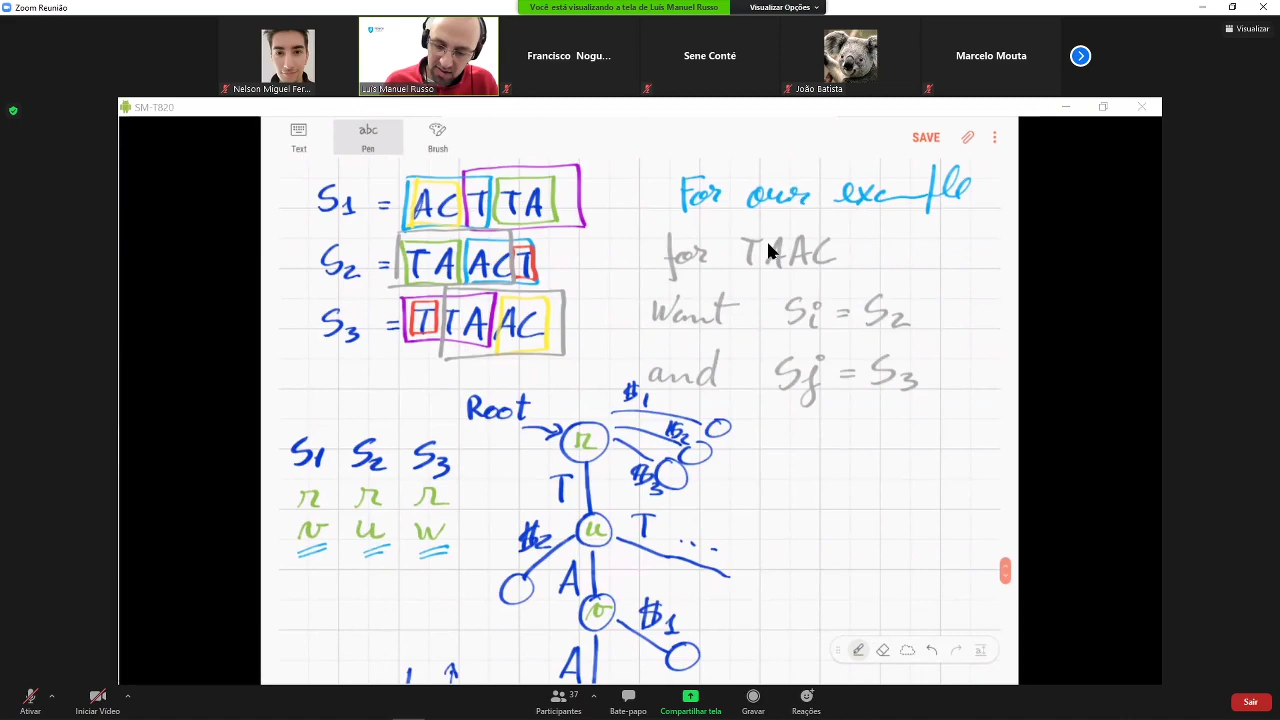 Zoom Reunião
Você está visualizando a tela de Luís Manuel Russo
Visualizar Opções
Visualizar
Nelson Miguel Fer...
Luís Manuel Russo
Francisco Nogu...
Sene Conté
João Batista
Marcelo Mouta
SM-T820
Text
abc
Pen
Brush
SAVE
S1 = ACTTA
S2 = TAACT
S3 = TTAAC
For our example
for TAAC
Want Si = S2
and Sj = S3
Root
r
$1
$2
$3
S1 S2 S3
r r r
v u w
T
u
T ...
$2
A
v
$1
A
Ativar
Iniciar Vídeo
37
Participantes
Bate-papo
Compartilhar tela
Gravar
Reações
Sair